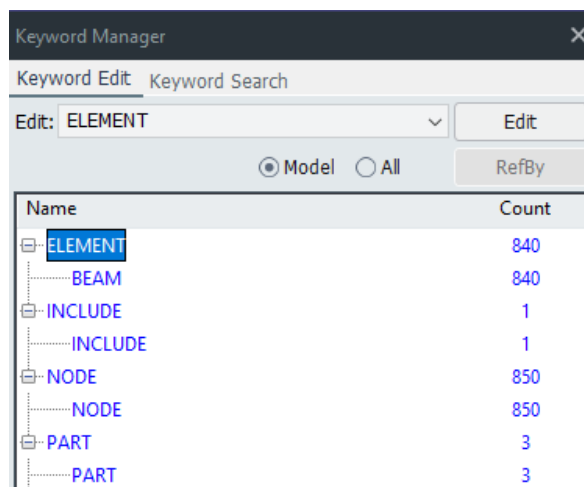 Keyword Manager
Keyword Edit Keyword Search
Edit: ELEMENT Edit
Model All RefBy
Name Count
ELEMENT 840
BEAM 840
INCLUDE 1
INCLUDE 1
NODE 850
NODE 850
PART 3
PART 3